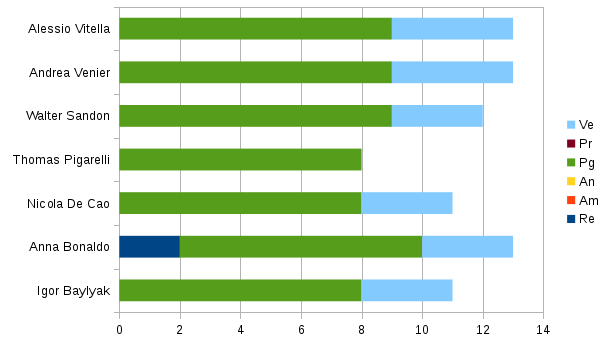 Alessio Vitella
Andrea Venier
Walter Sandon
Thomas Pigarelli
Nicola De Cao
Anna Bonaldo
Igor Baylyak
0 2 4 6 8 10 12 14
Ve
Pr
Pg
An
Am
Re